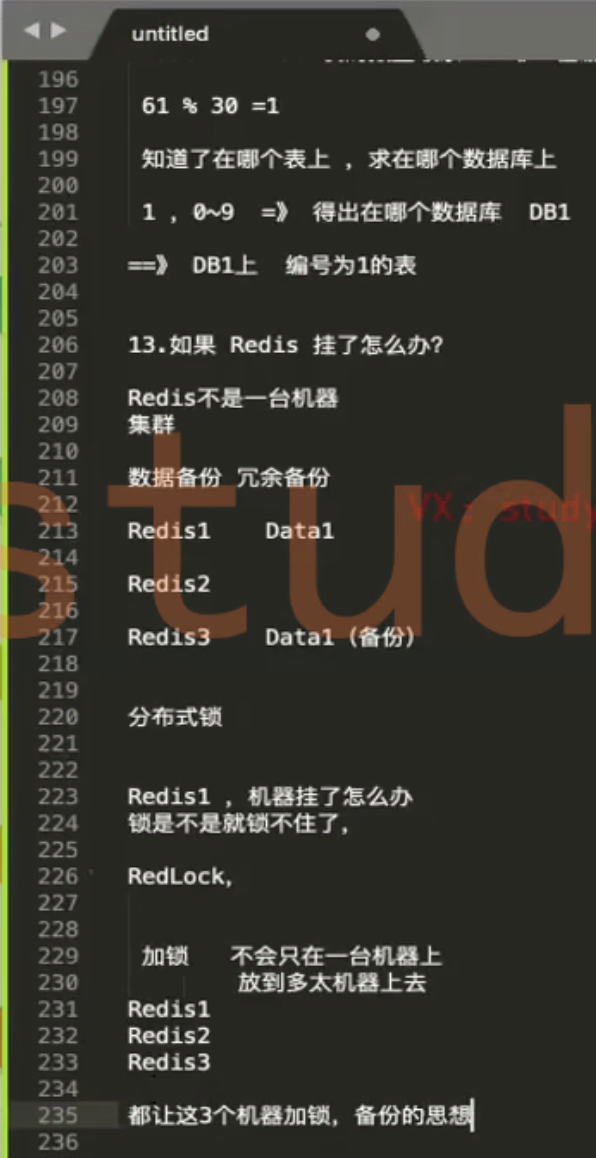 untitled
196
197 61 % 30 =1
198
199 知道了在哪个表上 , 求在哪个数据库上
200
201 1 , 0~9 =》 得出在哪个数据库 DB1
202
203 ==》 DB1上 编号为1的表
204
205
206 13.如果 Redis 挂了怎么办?
207
208 Redis不是一台机器
209 集群
210
211 数据备份 冗余备份
212
VX: study
213 Redis1 Data1
214
stud
215 Redis2
216
217 Redis3 Data1 (备份)
218
219
220 分布式锁
221
222
223 Redis1 , 机器挂了怎么办
224 锁是不是就锁不住了,
225
226 RedLock,
227
228
229 加锁 不会只在一台机器上
230 放到多太机器上去
231 Redis1
232 Redis2
233 Redis3
234
235 都让这3个机器加锁, 备份的思想
236